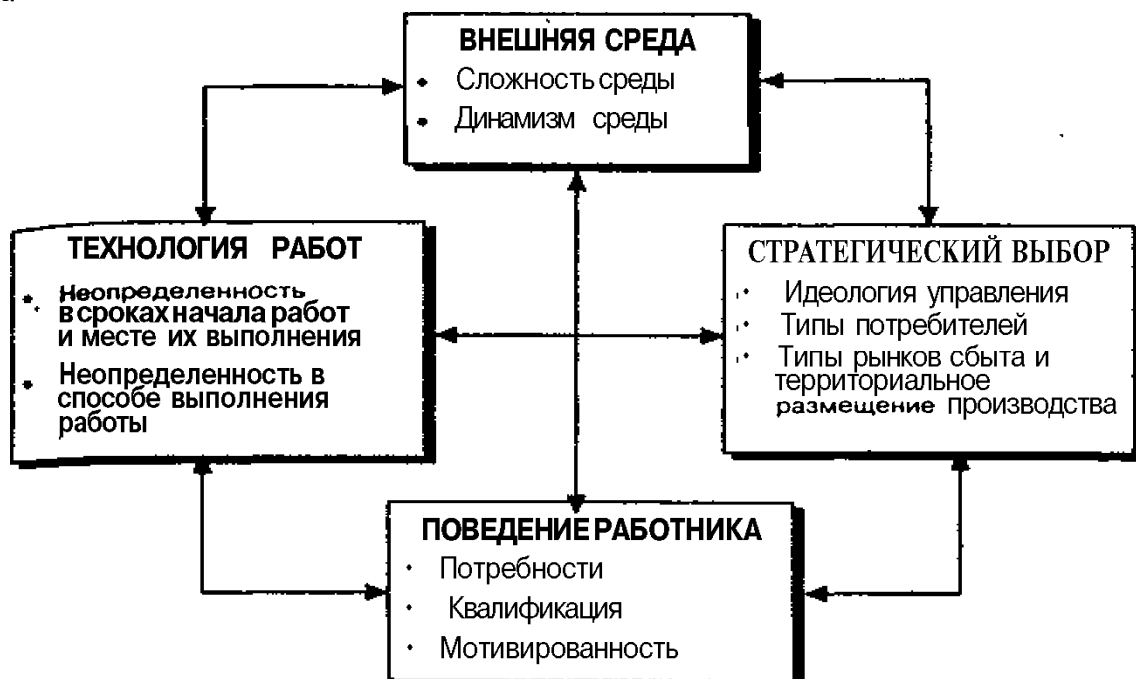 ВНЕШНЯЯ СРЕДА
• Сложность среды
• Динамизм среды
ТЕХНОЛОГИЯ РАБОТ
• Неопределенность
в сроках начала работ
и месте их выполнения
• Неопределенность в
способе выполнения
работы
СТРАТЕГИЧЕСКИЙ ВЫБОР
• Идеология управления
• Типы потребителей
• Типы рынков сбыта и
территориальное
размещение производства
ПОВЕДЕНИЕ РАБОТНИКА
• Потребности
• Квалификация
• Мотивированность